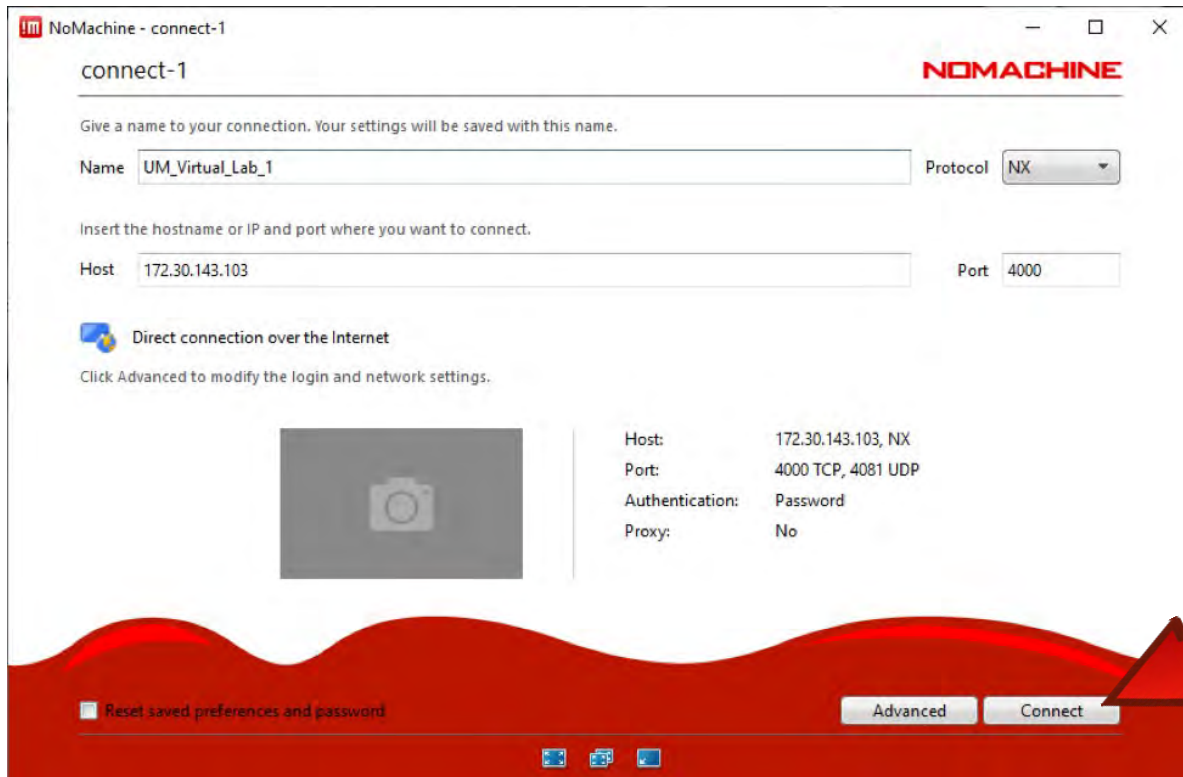 !m NoMachine - connect-1
connect-1 NOMACHINE
Give a name to your connection. Your settings will be saved with this name.
Name UM_Virtual_Lab_1 Protocol NX
Insert the hostname or IP and port where you want to connect.
Host 172.30.143.103 Port 4000
Direct connection over the Internet
Click Advanced to modify the login and network settings.
Host: 172.30.143.103, NX
Port: 4000 TCP, 4081 UDP
Authentication: Password
Proxy: No
Reset saved preferences and password Advanced Connect